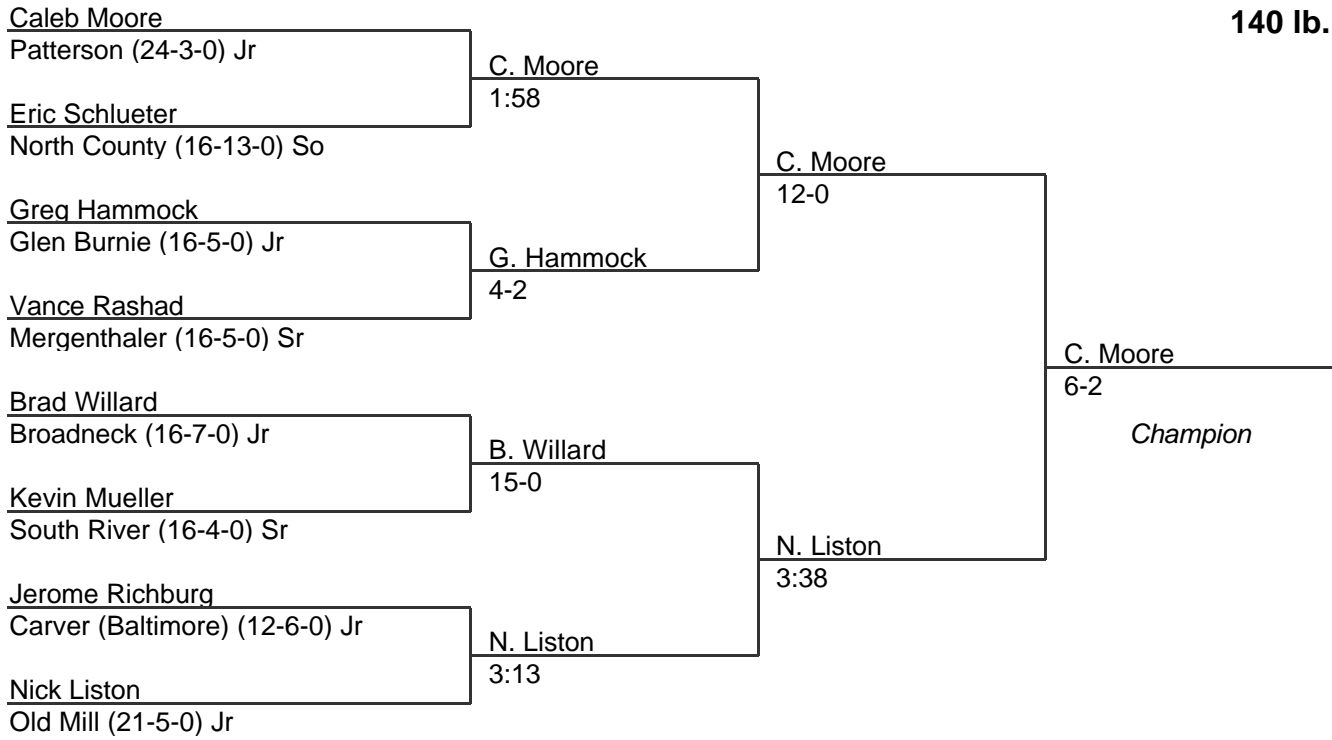 140 lb.
Caleb Moore
Patterson (24-3-0) Jr
C. Moore
1:58
Eric Schlueter
North County (16-13-0) So
C. Moore
12-0
Greg Hammock
Glen Burnie (16-5-0) Jr
G. Hammock
4-2
Vance Rashad
Mergenthaler (16-5-0) Sr
C. Moore
6-2
Champion
Brad Willard
Broadneck (16-7-0) Jr
B. Willard
15-0
Kevin Mueller
South River (16-4-0) Sr
N. Liston
3:38
Jerome Richburg
Carver (Baltimore) (12-6-0) Jr
N. Liston
3:13
Nick Liston
Old Mill (21-5-0) Jr